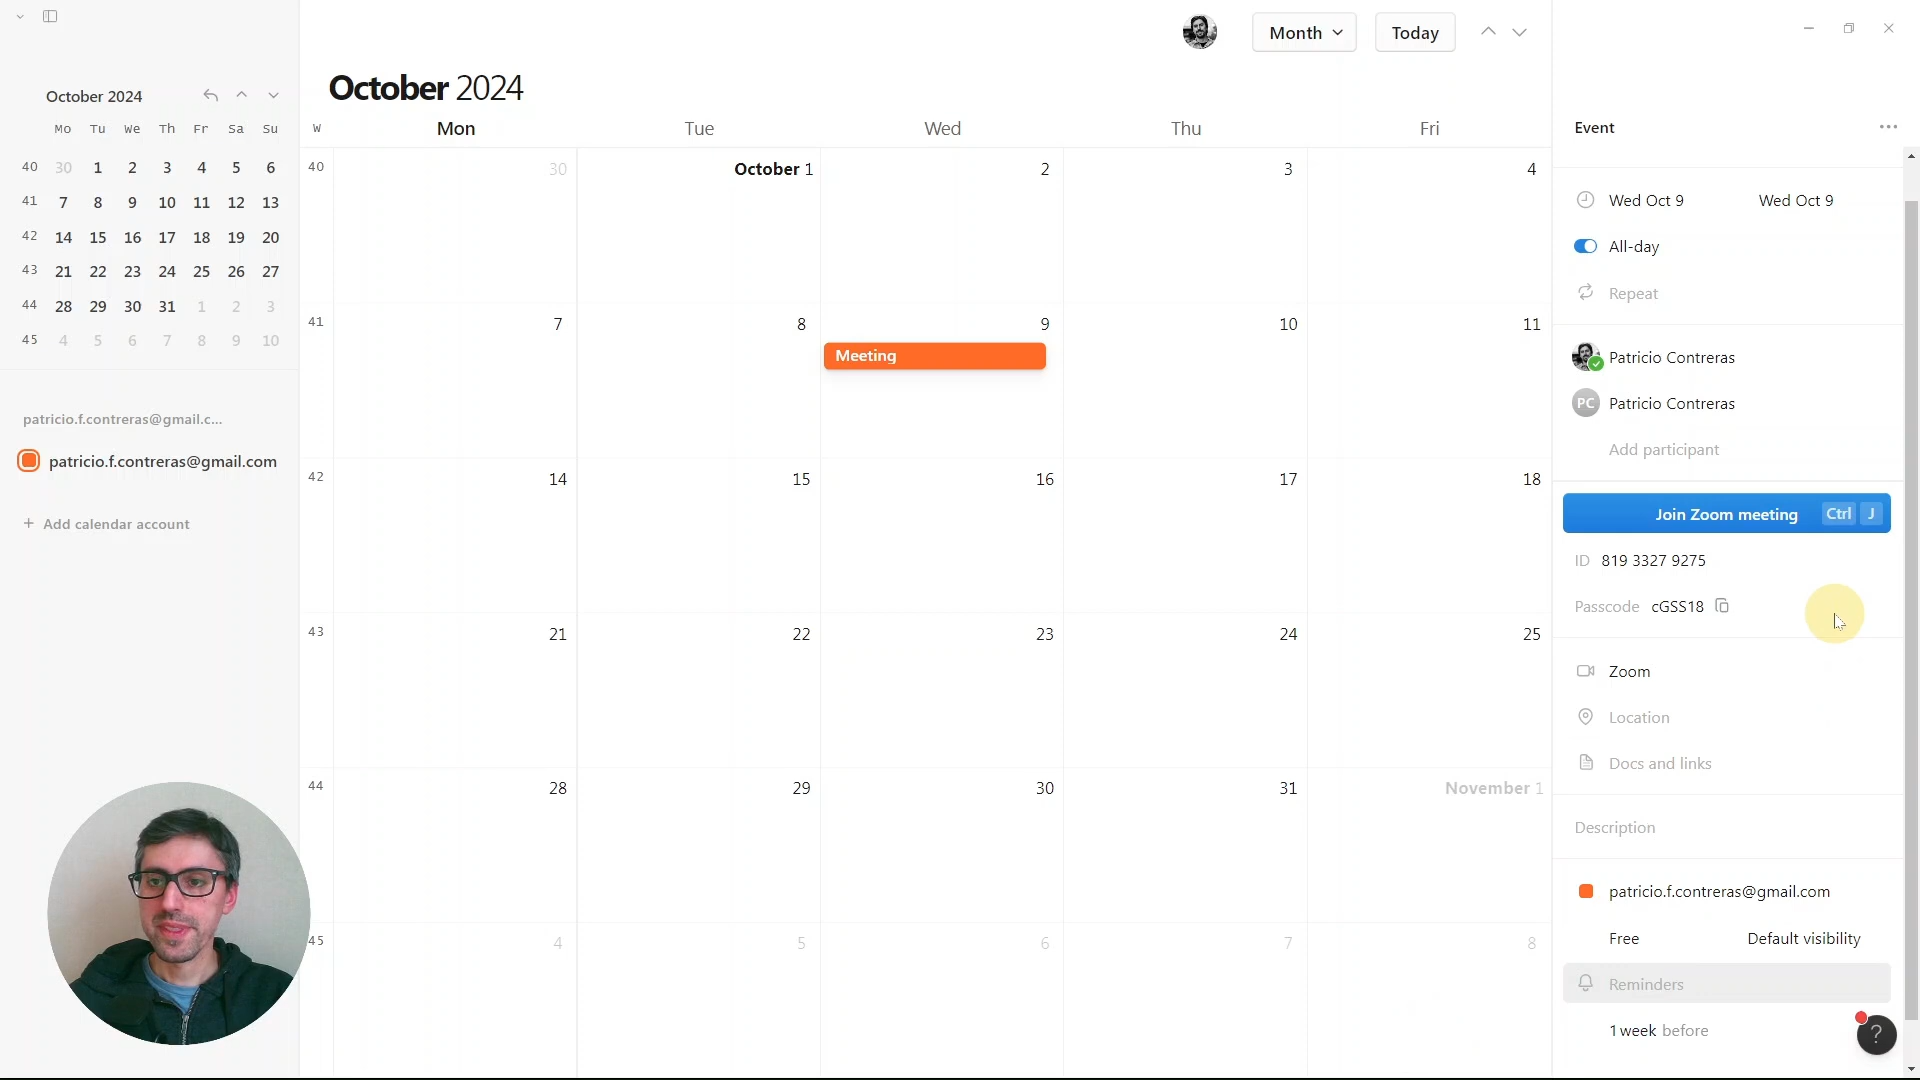 October 2024
Mo Tu We Th Fr Sa Su
40 30 1 2 3 4 5 6
41 7 8 9 10 11 12 13
42 14 15 16 17 18 19 20
43 21 22 23 24 25 26 27
44 28 29 30 31 1 2 3
45 4 5 6 7 8 9 10
patricio.f.contreras@gmail.c...
patricio.f.contreras@gmail.com
+ Add calendar account
Month
Today
October 2024
W Mon Tue Wed Thu Fri
40 30 October 1 2 3 4
41 7 8 9 10 11
Meeting
42 14 15 16 17 18
43 21 22 23 24 25
44 28 29 30 31 November 1
45 4 5 6 7 8
Event
Wed Oct 9 Wed Oct 9
All-day
Repeat
Patricio Contreras
PC Patricio Contreras
Add participant
Join Zoom meeting Ctrl J
ID 819 3327 9275
Passcode cGSS18
Zoom
Location
Docs and links
Description
patricio.f.contreras@gmail.com
Free Default visibility
Reminders
1 week before
?